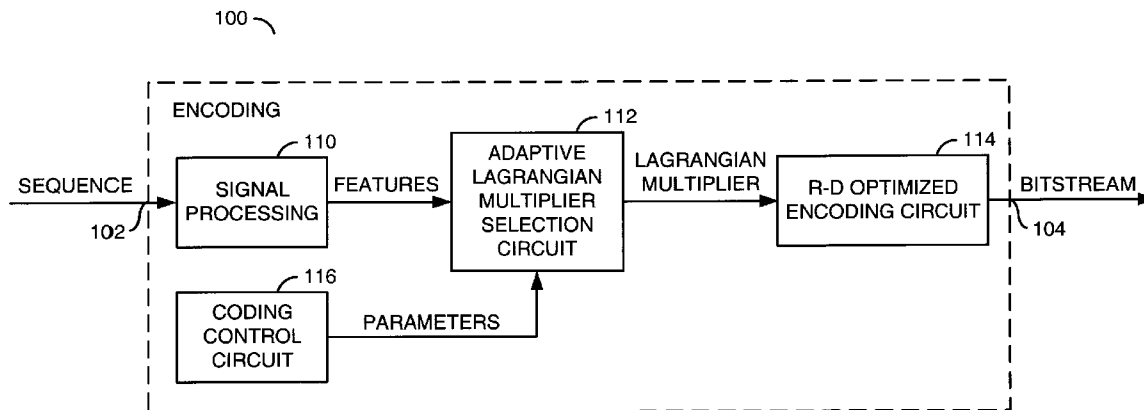 100
ENCODING
110
112
114
SEQUENCE
102
SIGNAL
PROCESSING
FEATURES
ADAPTIVE
LAGRANGIAN
MULTIPLIER
SELECTION
CIRCUIT
LAGRANGIAN
MULTIPLIER
R-D OPTIMIZED
ENCODING CIRCUIT
BITSTREAM
104
116
CODING
CONTROL
CIRCUIT
PARAMETERS